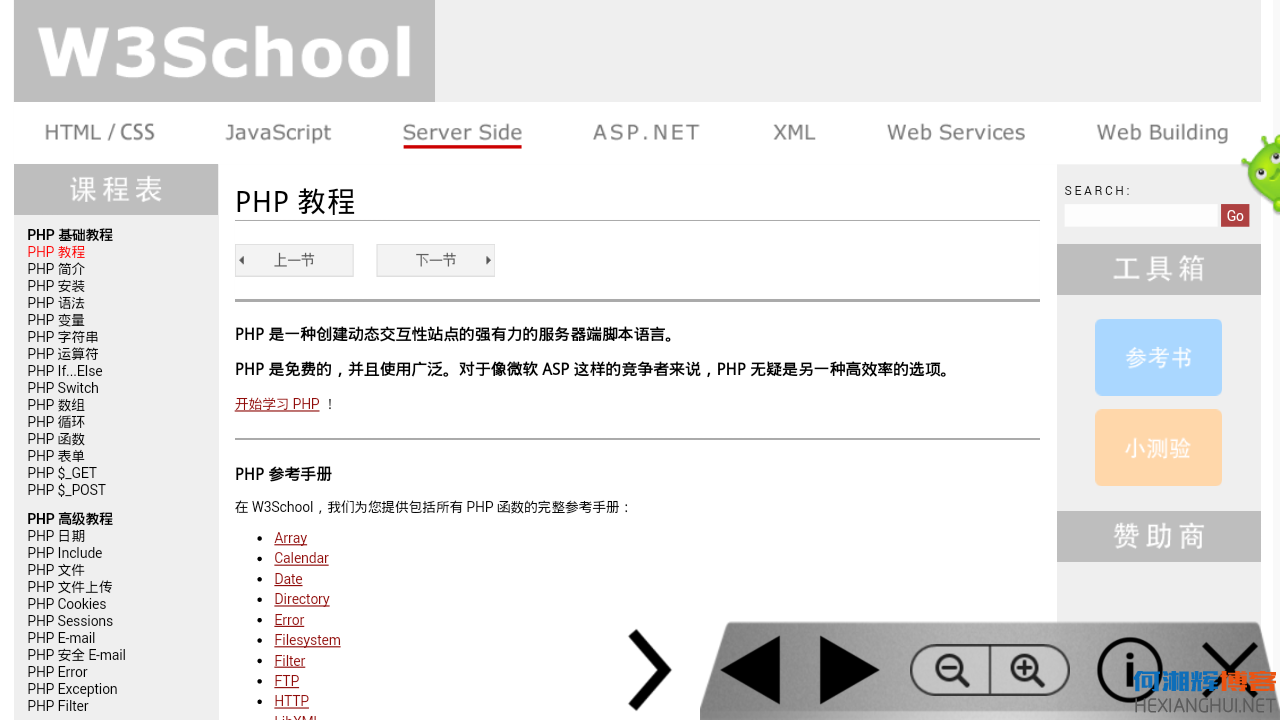 W3School
HTML / CSS
JavaScript
Server Side
ASP.NET
XML
Web Services
Web Building
课程表
PHP 基础教程
PHP 教程
PHP 简介
PHP 安装
PHP 语法
PHP 变量
PHP 字符串
PHP 运算符
PHP If...Else
PHP Switch
PHP 数组
PHP 循环
PHP 函数
PHP 表单
PHP $_GET
PHP $_POST
PHP 高级教程
PHP 日期
PHP Include
PHP 文件
PHP 文件上传
PHP Cookies
PHP Sessions
PHP E-mail
PHP 安全 E-mail
PHP Error
PHP Exception
PHP Filter
PHP 教程
上一节
下一节
PHP 是一种创建动态交互性站点的强有力的服务器端脚本语言。
PHP 是免费的，并且使用广泛。对于像微软 ASP 这样的竞争者来说，PHP 无疑是另一种高效率的选项。
开始学习 PHP ！
PHP 参考手册
在 W3School，我们为您提供包括所有 PHP 函数的完整参考手册：
Array
Calendar
Date
Directory
Error
Filesystem
Filter
FTP
HTTP
LibXML
SEARCH:
Go
工具箱
参考书
小测验
赞助商
何湘辉博客
HEXIANGHUI.NET